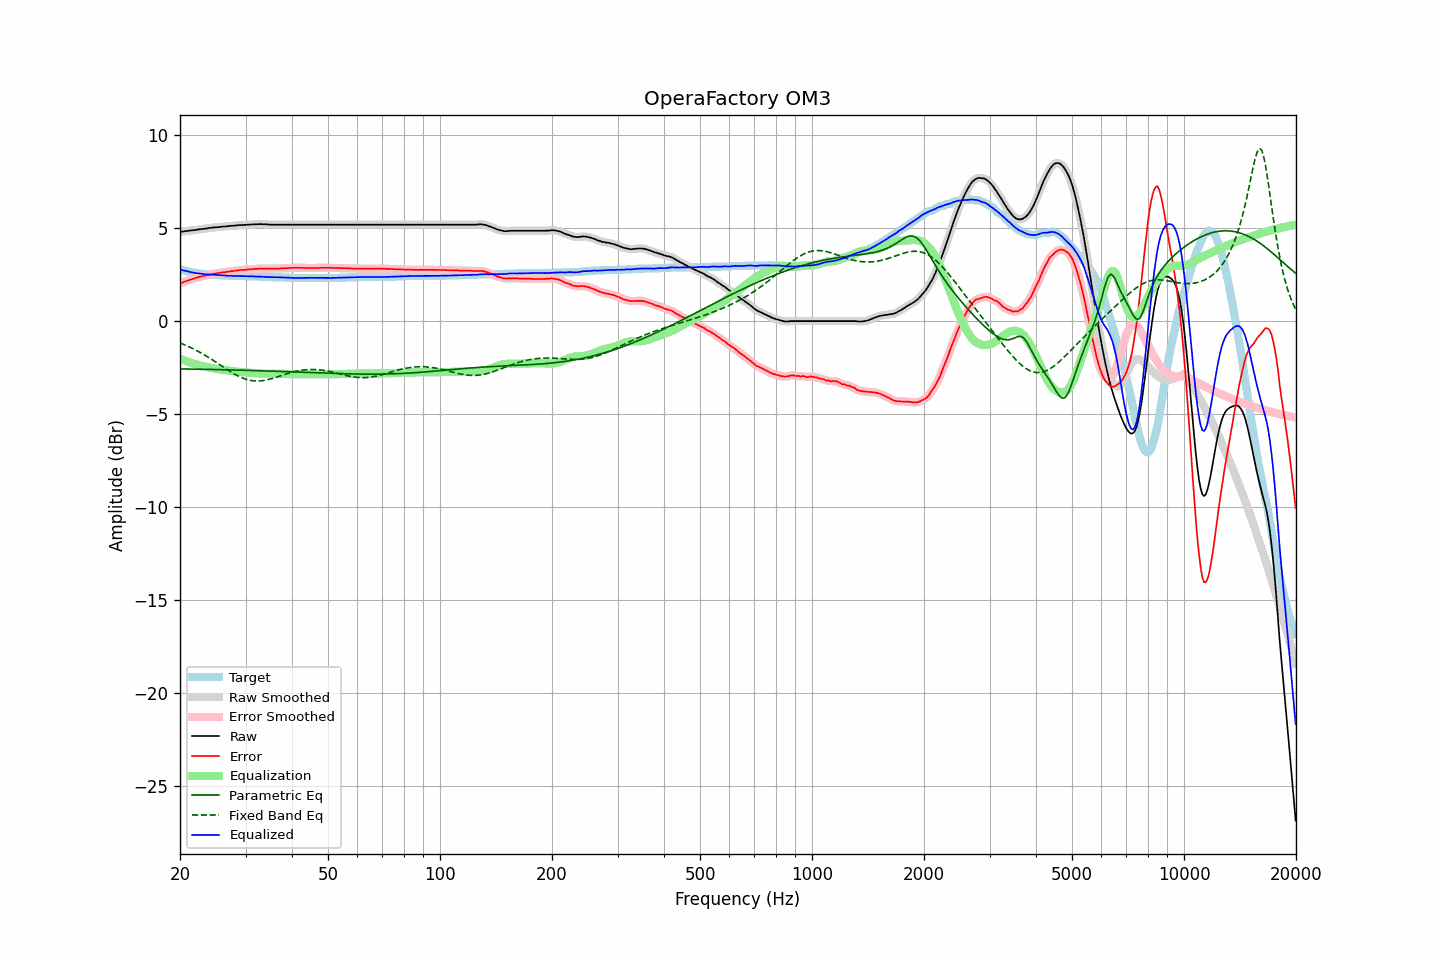 OperaFactory OM3
10
5
0
−5
−10
−15
−20
−25
Amplitude (dBr)
Target
Raw Smoothed
Error Smoothed
Raw
Error
Equalization
Parametric Eq
Fixed Band Eq
Equalized
20 50 100 200 500 1000 2000 5000 10000 20000
Frequency (Hz)